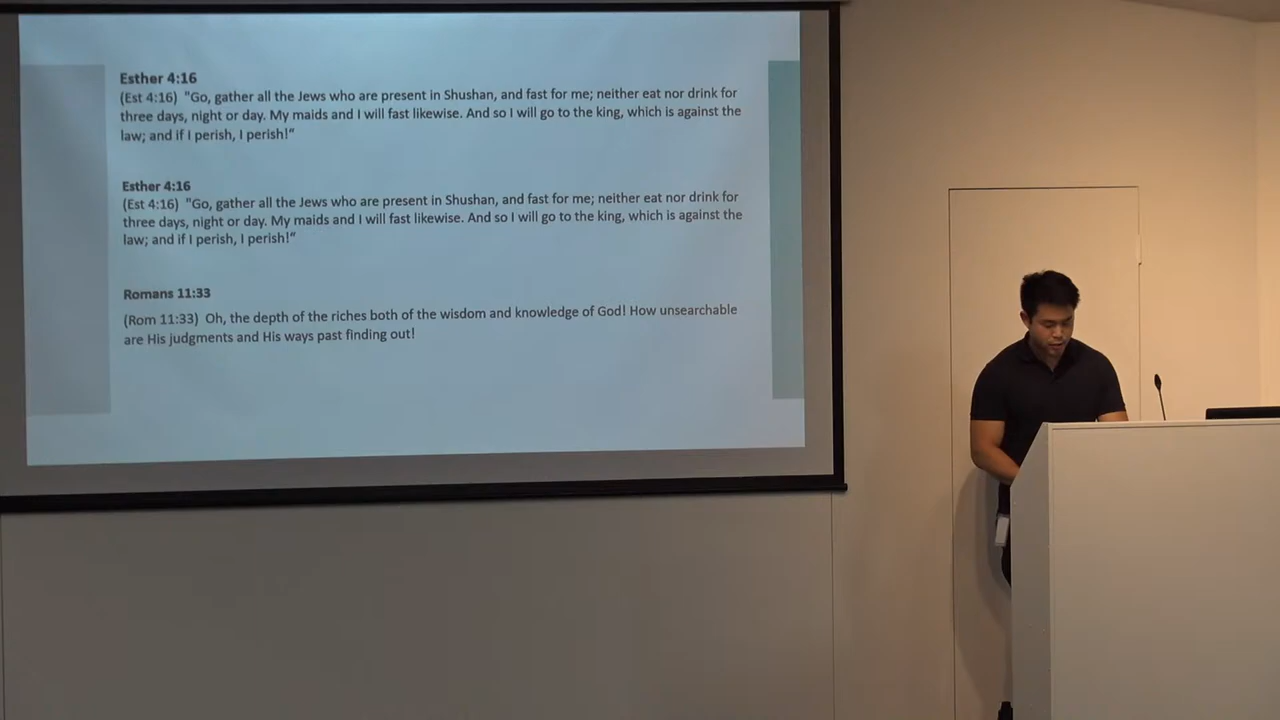 Esther 4:16
(Est 4:16) "Go, gather all the Jews who are present in Shushan, and fast for me; neither eat nor drink for
three days, night or day. My maids and I will fast likewise. And so I will go to the king, which is against the
law; and if I perish, I perish!"
Esther 4:16
(Est 4:16) "Go, gather all the Jews who are present in Shushan, and fast for me; neither eat nor drink for
three days, night or day. My maids and I will fast likewise. And so I will go to the king, which is against the
law; and if I perish, I perish!"
Romans 11:33
(Rom 11:33) Oh, the depth of the riches both of the wisdom and knowledge of God! How unsearchable
are His judgments and His ways past finding out!